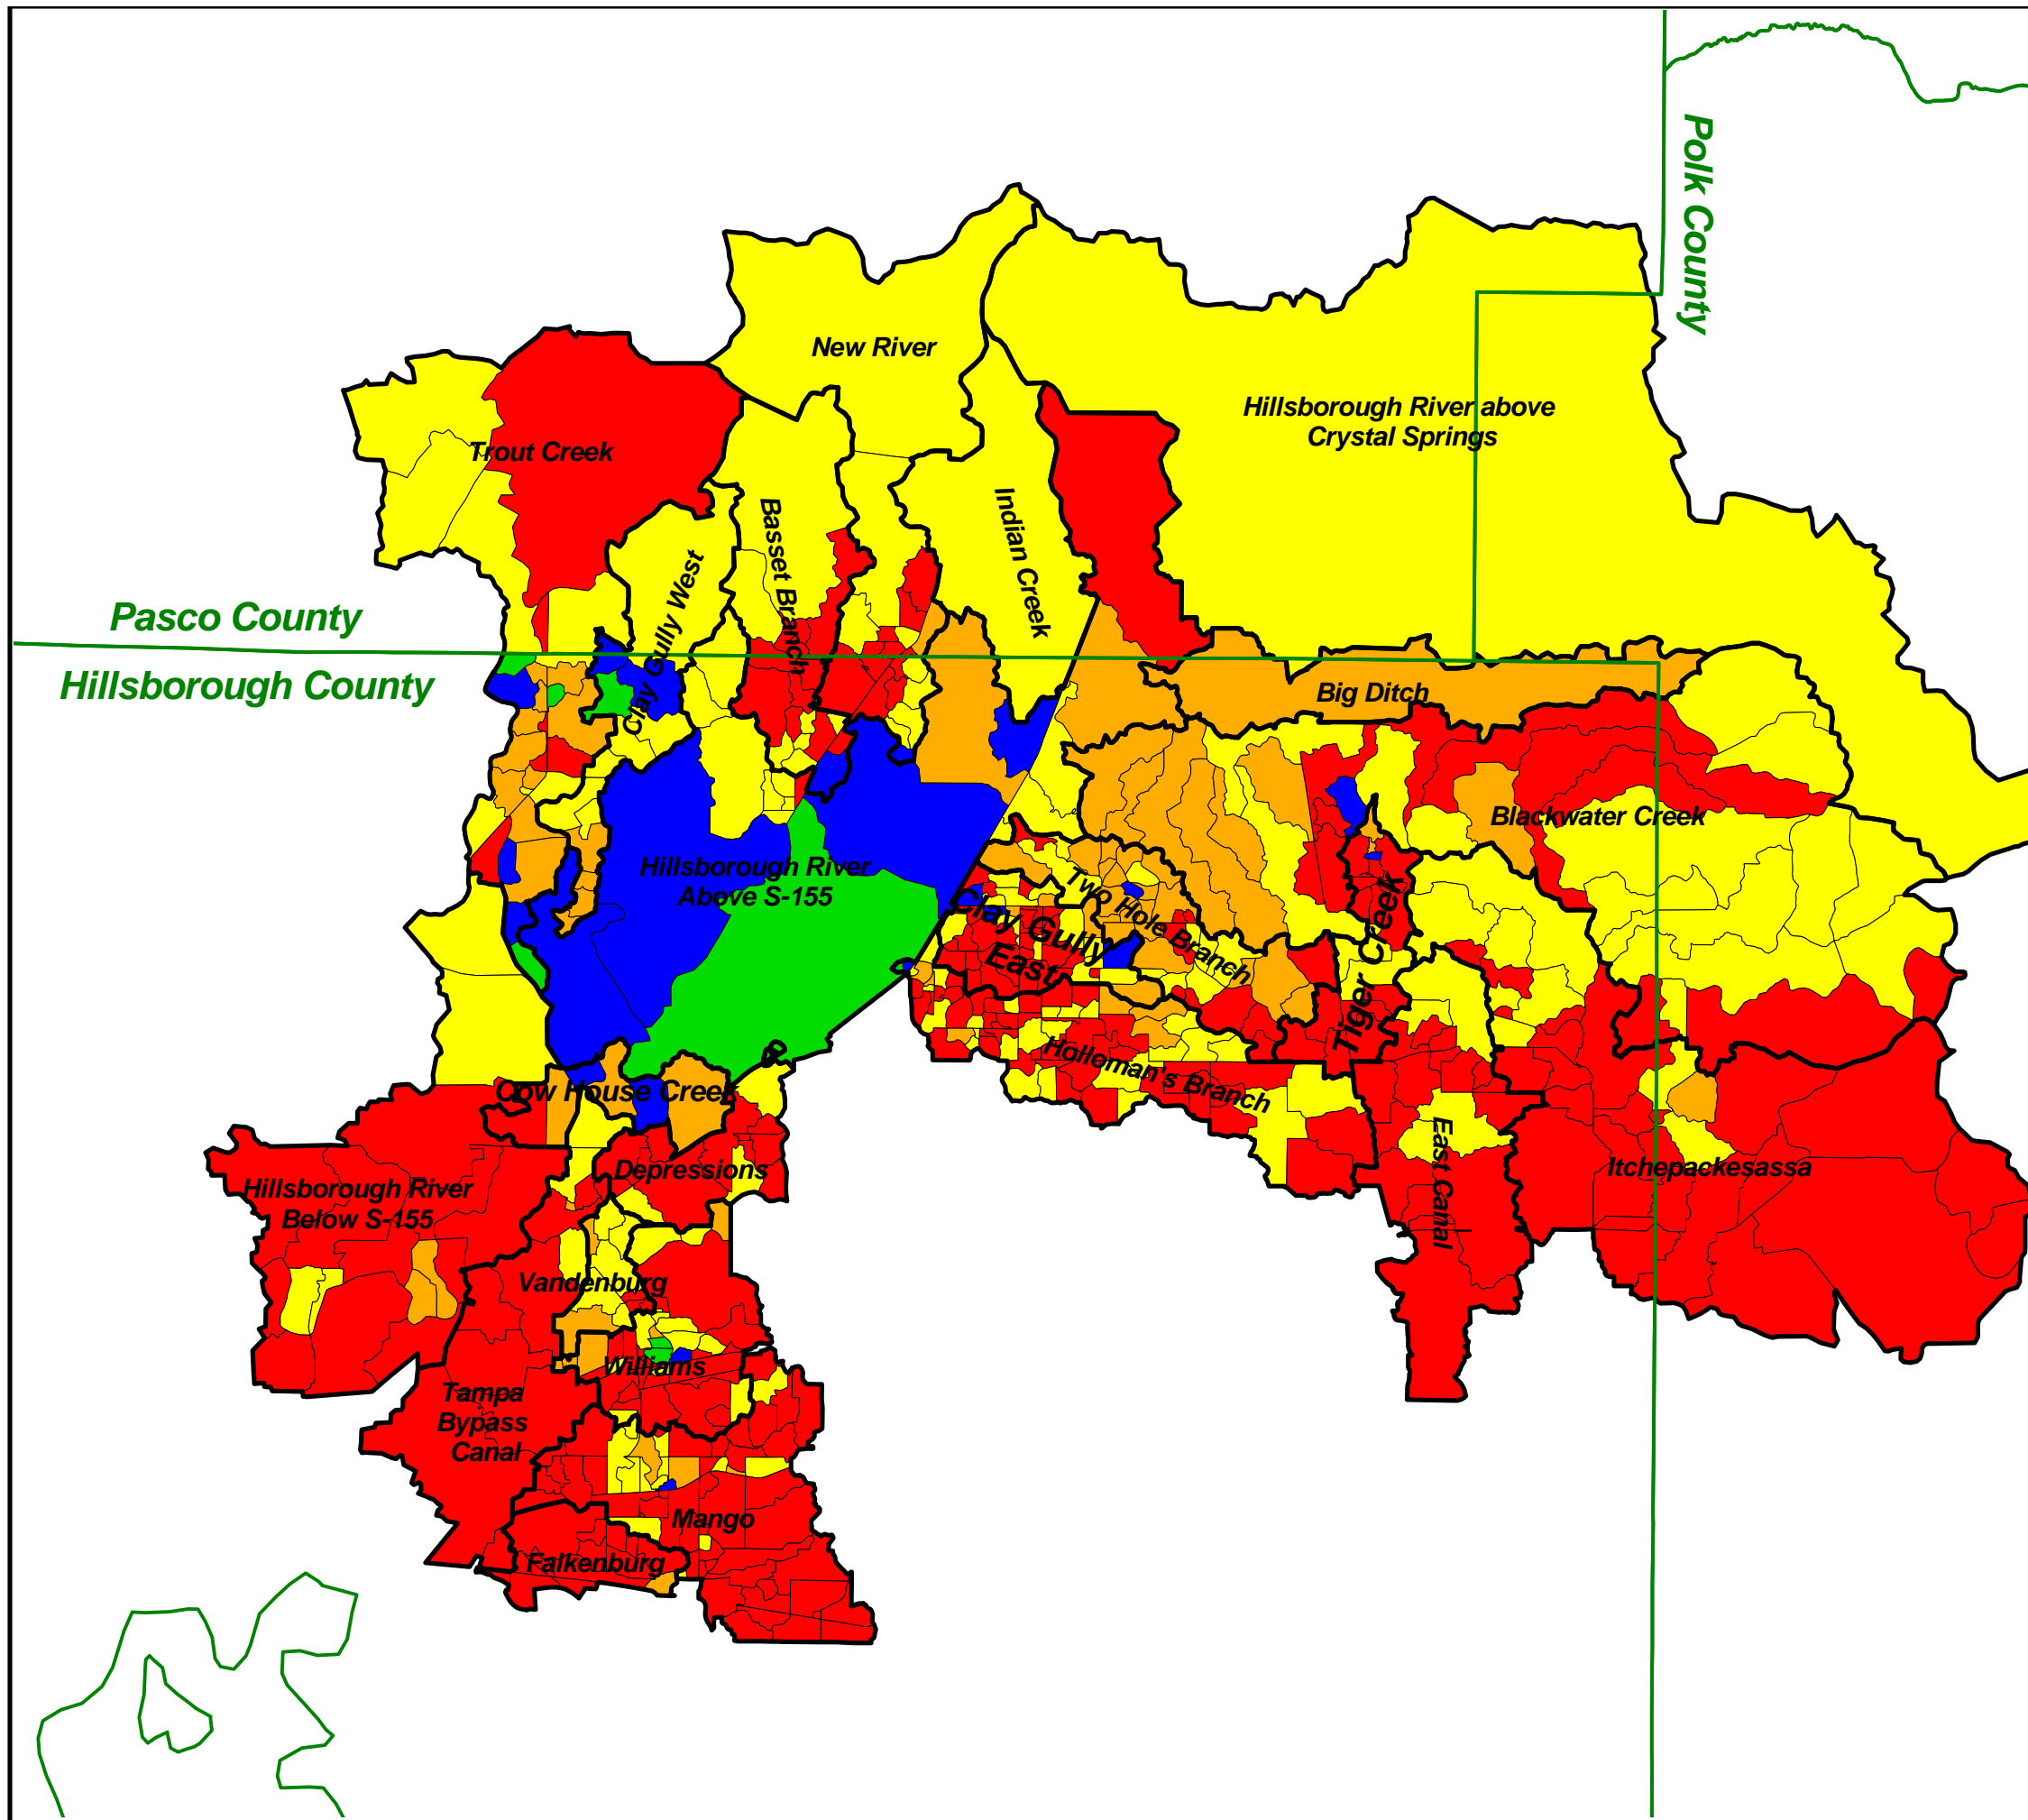 Polk County
New River
Hillsborough River above
Crystal Springs
Trout Creek
Indian Creek
Basset Branch
Clay Gully West
Pasco County
Hillsborough County
Big Ditch
Blackwater Creek
Hillsborough River
Above S-155
Two Hole Branch
Clay Gully
East
Tiger Creek
Holloman's Branch
Cow House Creek
East Canal
Itchepackesassa
Depressions
Hillsborough River
Below S-155
Vandenburg
Williams
Tampa
Bypass
Canal
Mango
Falkenburg